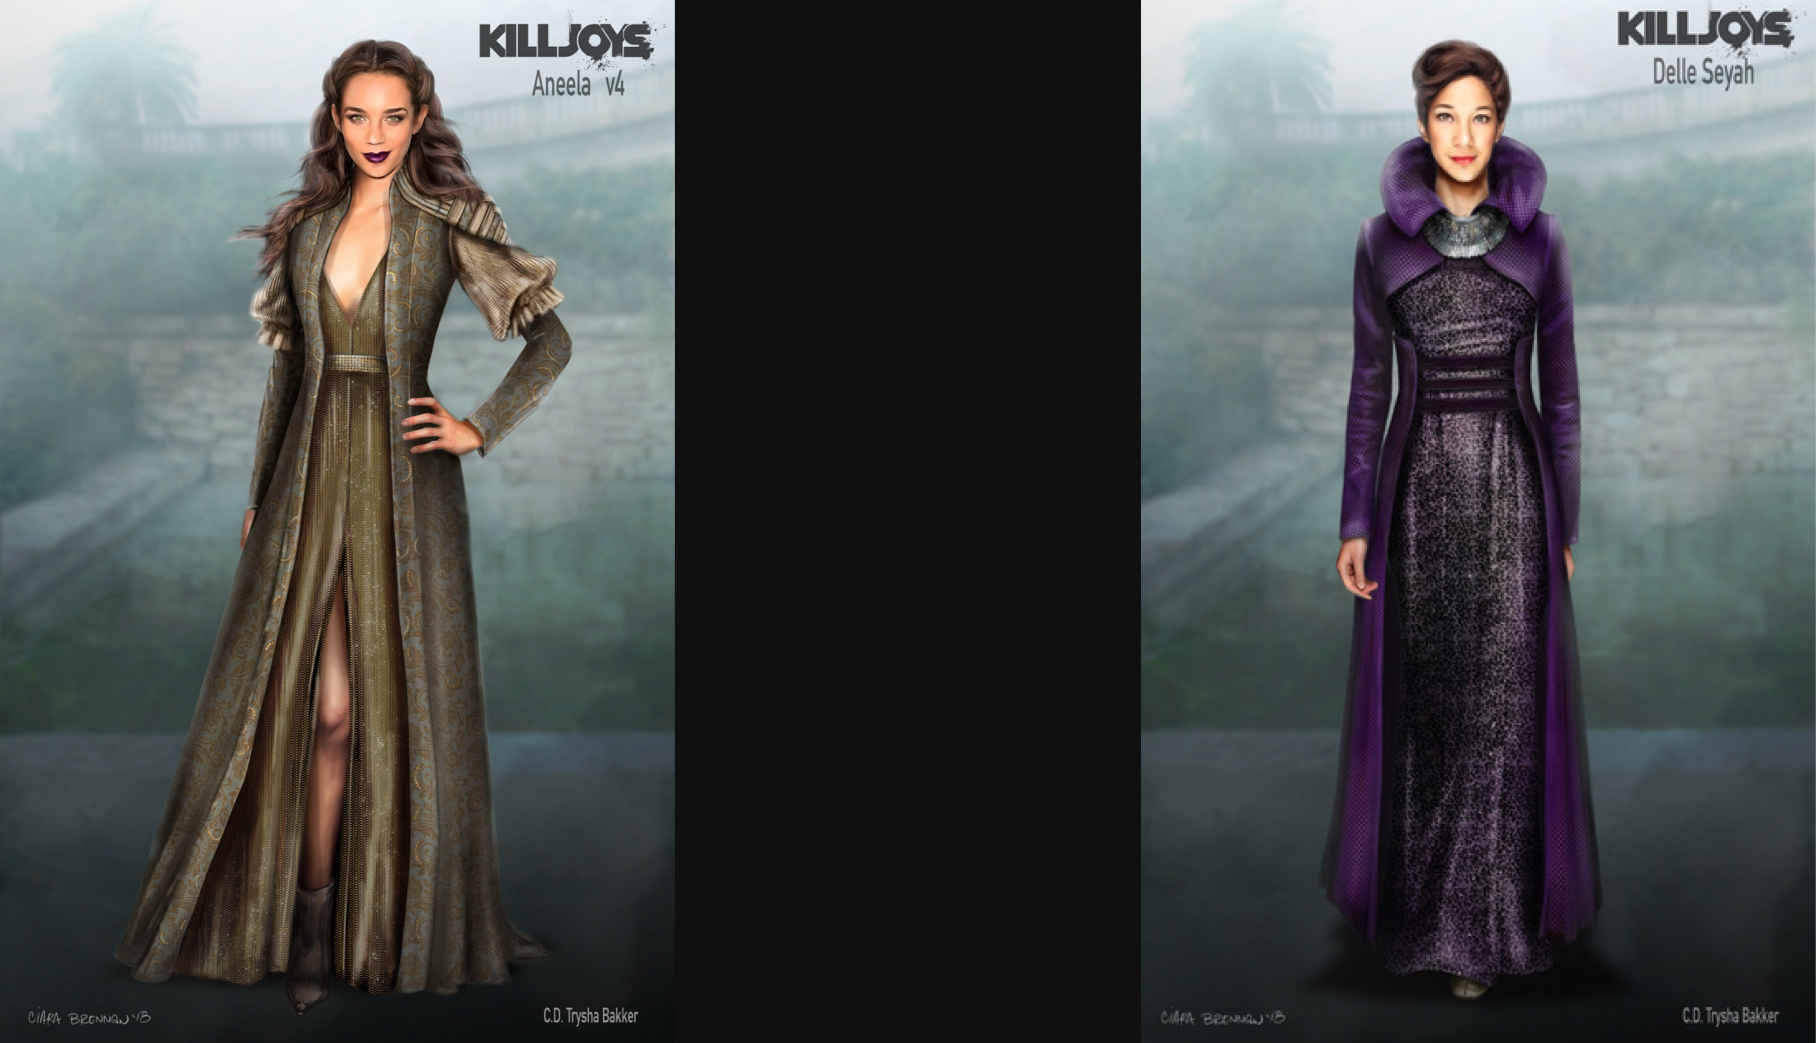 KILLJOYS
Aneela v4
CIARA BRENNAN '18
C.D. Trysha Bakker
KILLJOYS
Delle Seyah
CIARA BRENNAN '18
C.D. Trysha Bakker